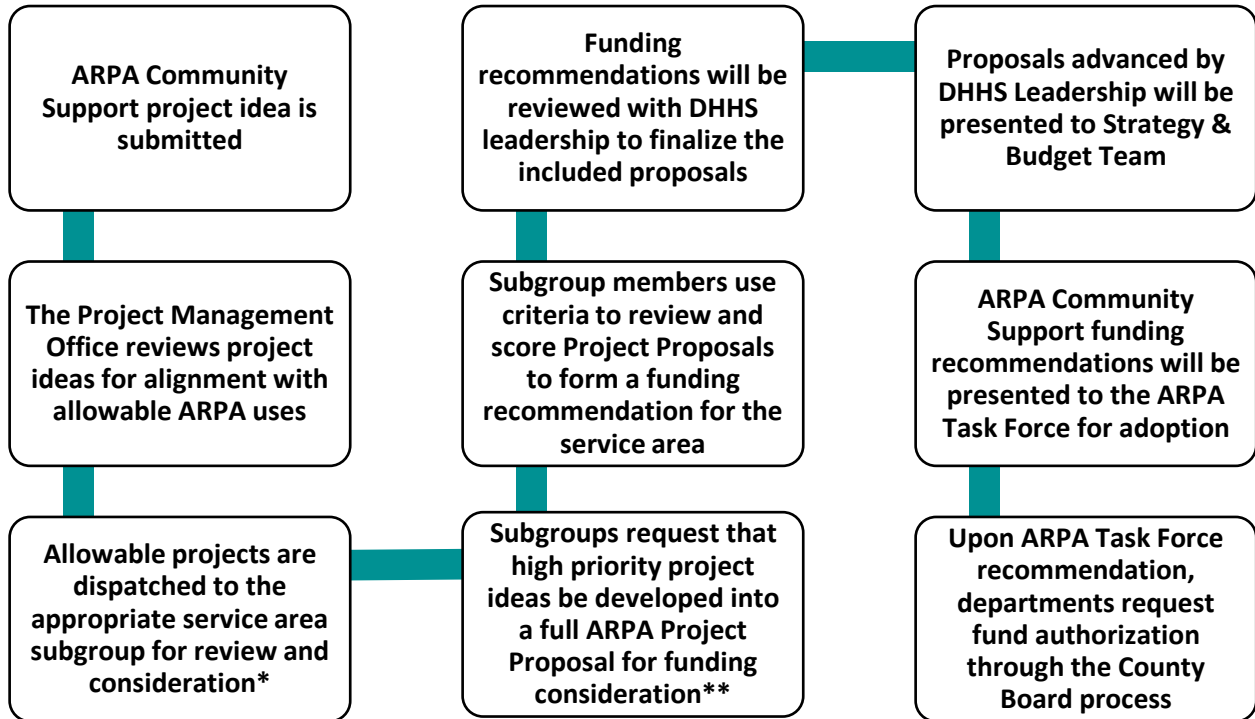 ARPA Community
Support project idea is
submitted
The Project Management
Office reviews project
ideas for alignment with
allowable ARPA uses
Allowable projects are
dispatched to the
appropriate service area
subgroup for review and
consideration*
Subgroups request that
high priority project
ideas be developed into
a full ARPA Project
Proposal for funding
consideration**
Subgroup members use
criteria to review and
score Project Proposals
to form a funding
recommendation for the
service area
Funding
recommendations will be
reviewed with DHHS
leadership to finalize the
included proposals
Proposals advanced by
DHHS Leadership will be
presented to Strategy &
Budget Team
ARPA Community
Support funding
recommendations will be
presented to the ARPA
Task Force for adoption
Upon ARPA Task Force
recommendation,
departments request
fund authorization
through the County
Board process